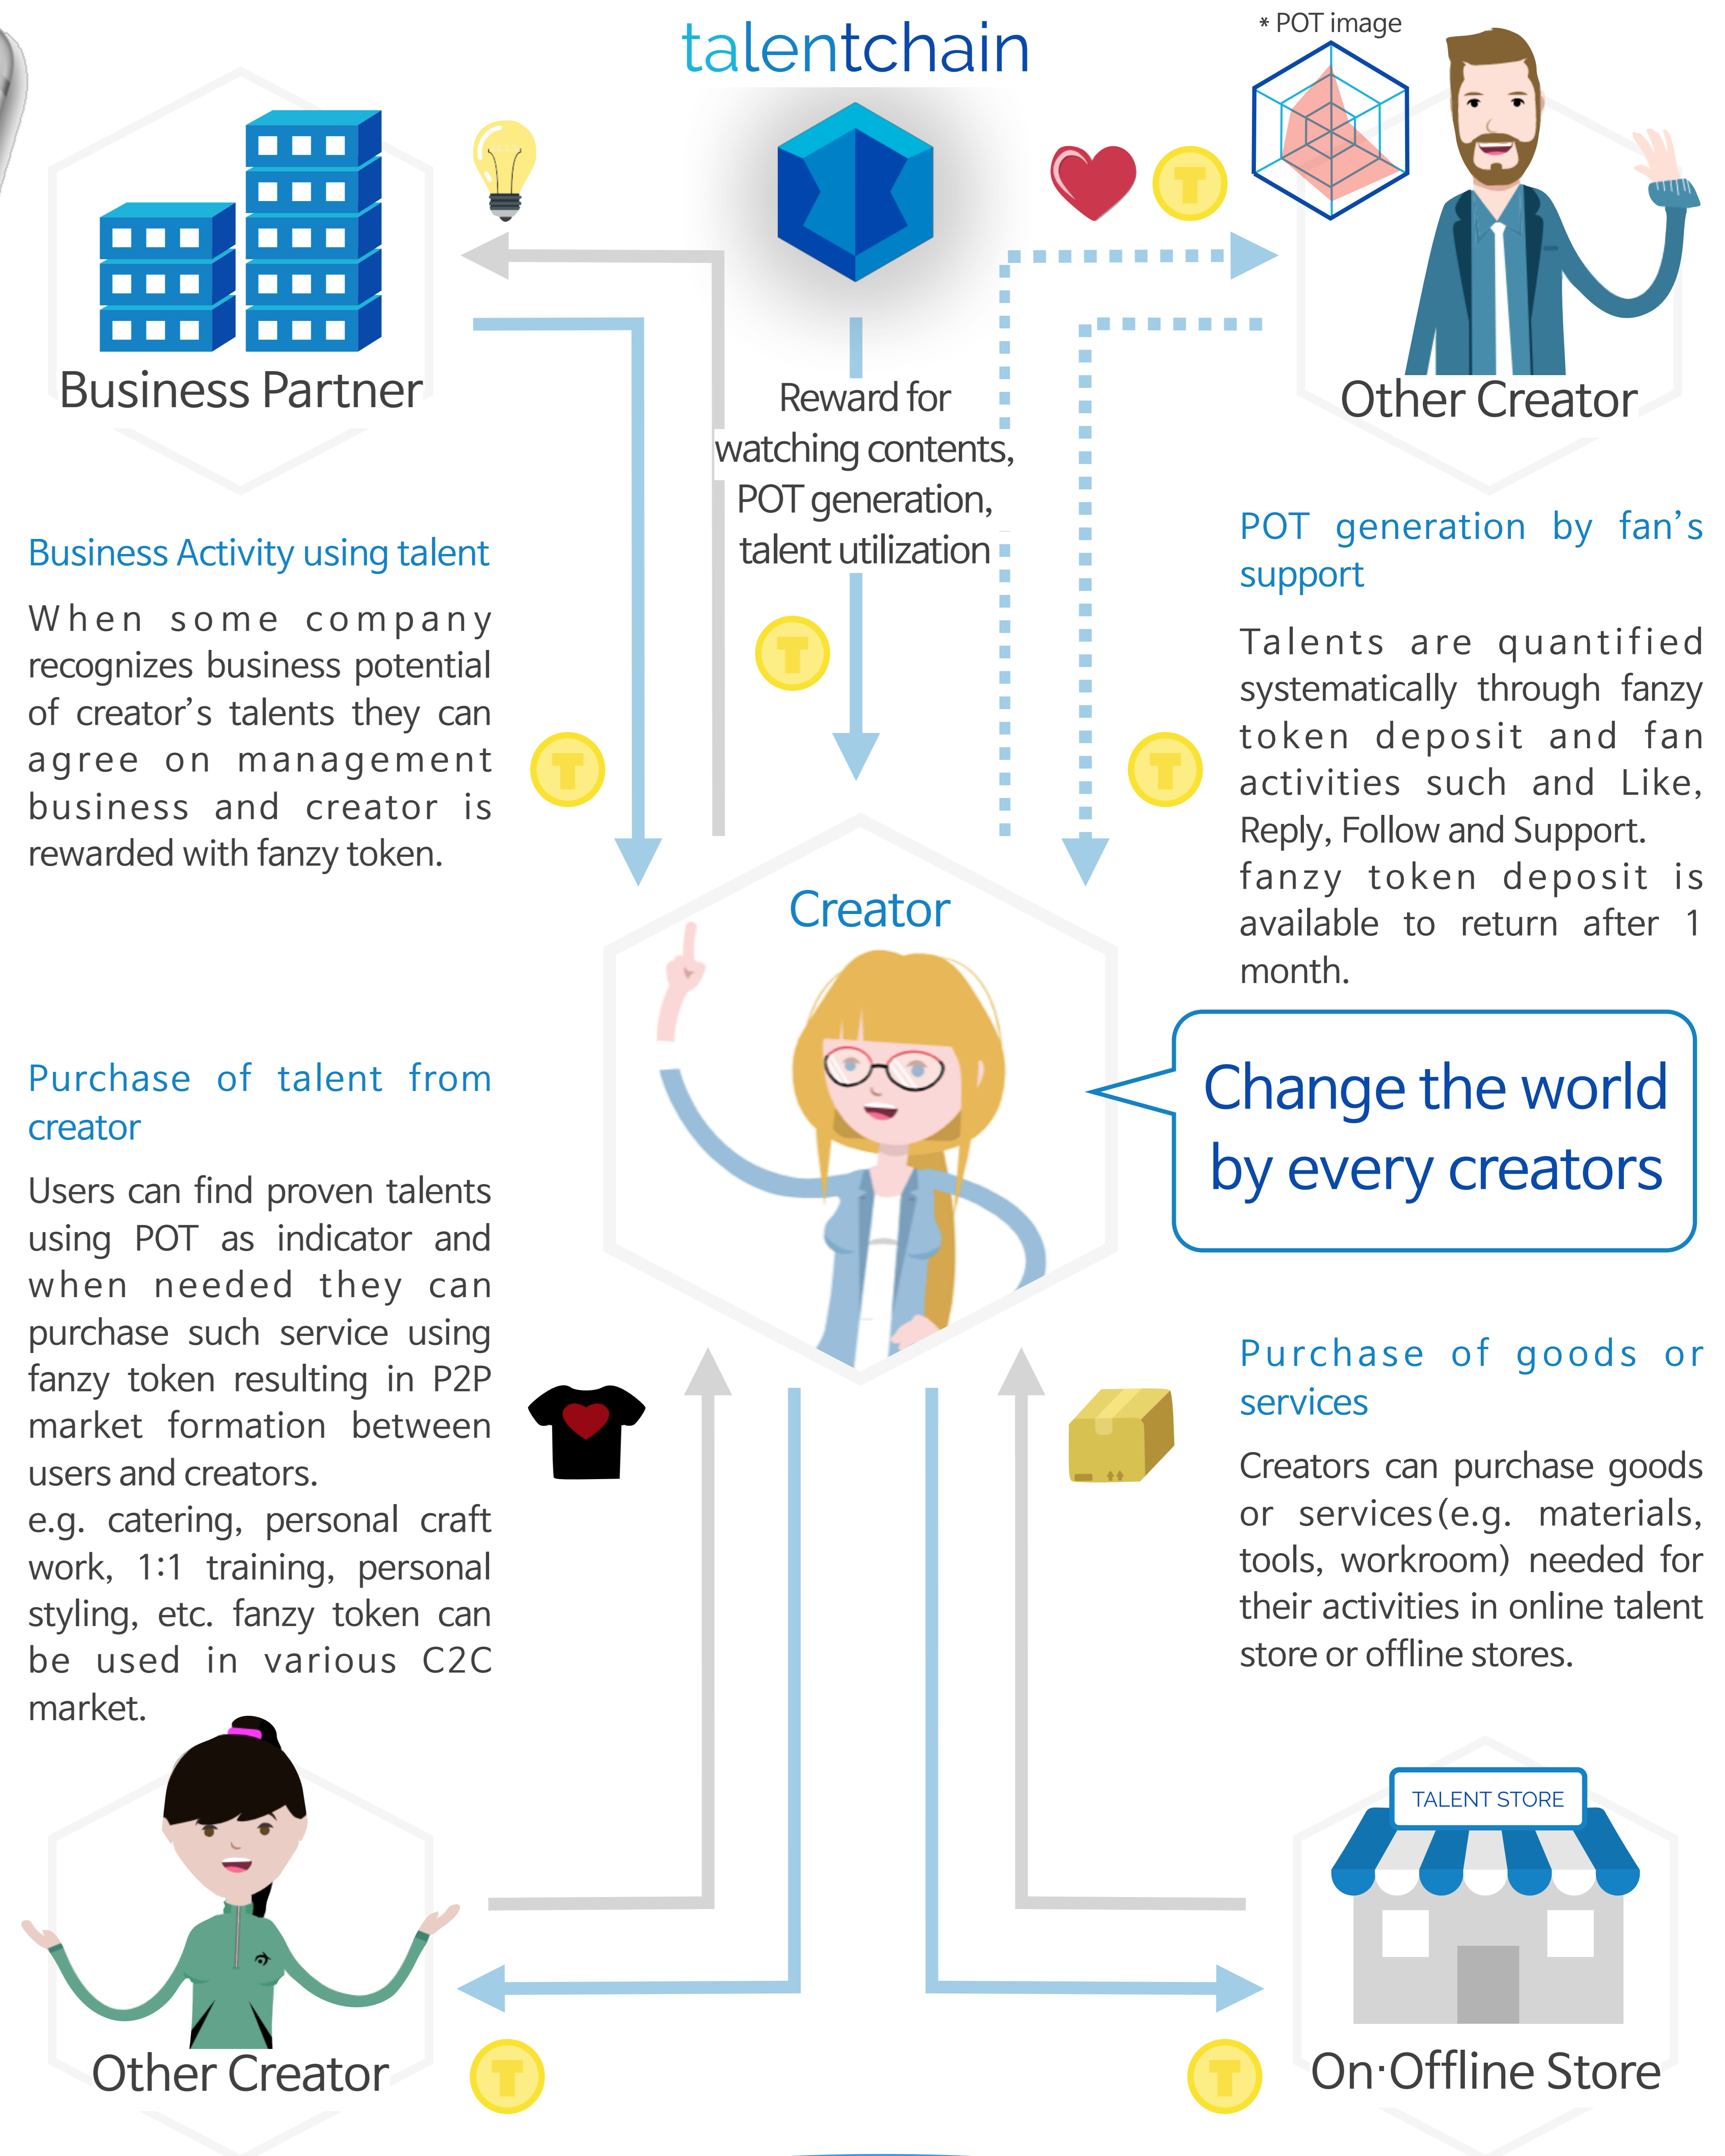 talentchain
* POT image
Business Partner
Other Creator
Reward for
watching contents,
POT generation,
talent utilization
Business Activity using talent
When some company
recognizes business potential
of creator's talents they can
agree on management
business and creator is
rewarded with fanzy token.
POT generation by fan's
support
Talents are quantified
systematically through fanzy
token deposit and fan
activities such and Like,
Reply, Follow and Support.
fanzy token deposit is
available to return after 1
month.
T
T
T
T
Creator
Change the world
by every creators
Purchase of talent from
creator
Users can find proven talents
using POT as indicator and
when needed they can
purchase such service using
fanzy token resulting in P2P
market formation between
users and creators.
e.g. catering, personal craft
work, 1:1 training, personal
styling, etc. fanzy token can
be used in various C2C
market.
Purchase of goods or
services
Creators can purchase goods
or services(e.g. materials,
tools, workroom) needed for
their activities in online talent
store or offline stores.
TALENT STORE
Other Creator
T
T
On·Offline Store